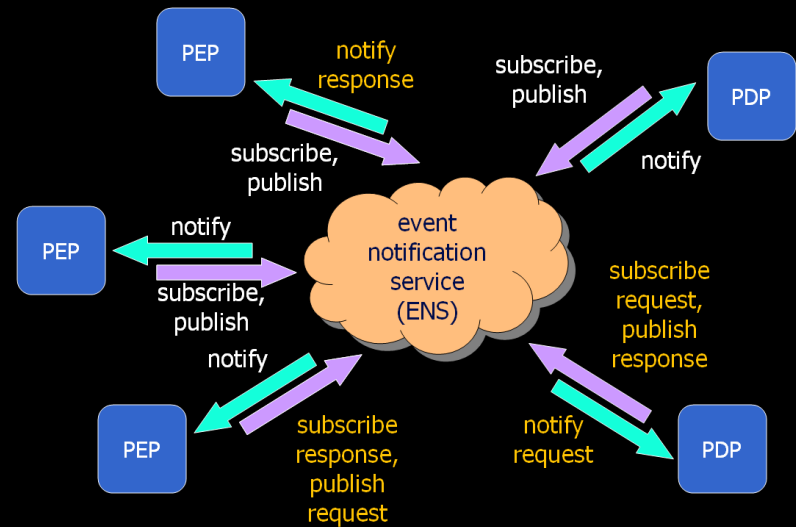 PEP
notify
response
subscribe,
publish
subscribe,
publish
PDP
notify
PEP
notify
subscribe,
publish
event
notification
service
(ENS)
subscribe
request,
publish
response
notify
PEP
subscribe
response,
publish
request
notify
request
PDP